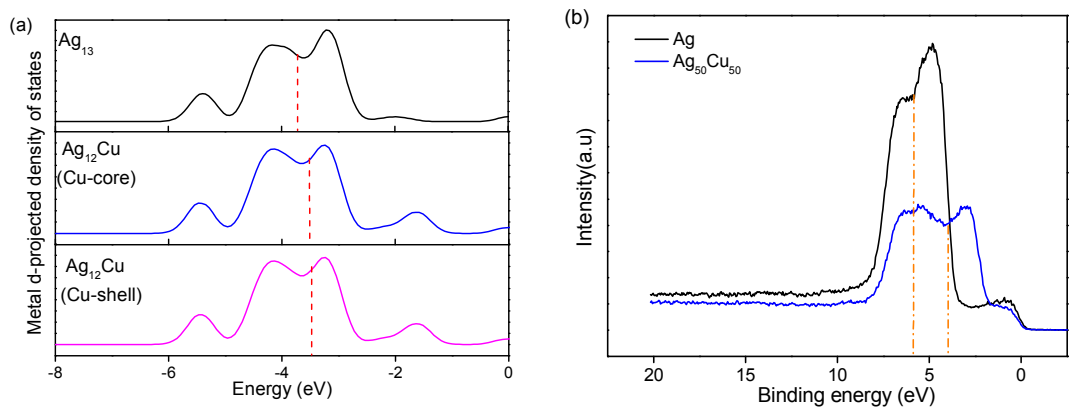 (a)
Metal d-projected density of states
Ag₁₃
Ag₁₂Cu
(Cu-core)
Ag₁₂Cu
(Cu-shell)
-8 -6 -4 -2 0
Energy (eV)
(b)
Intensity(a.u)
Ag
Ag₅₀Cu₅₀
20 15 10 5 0
Binding energy (eV)